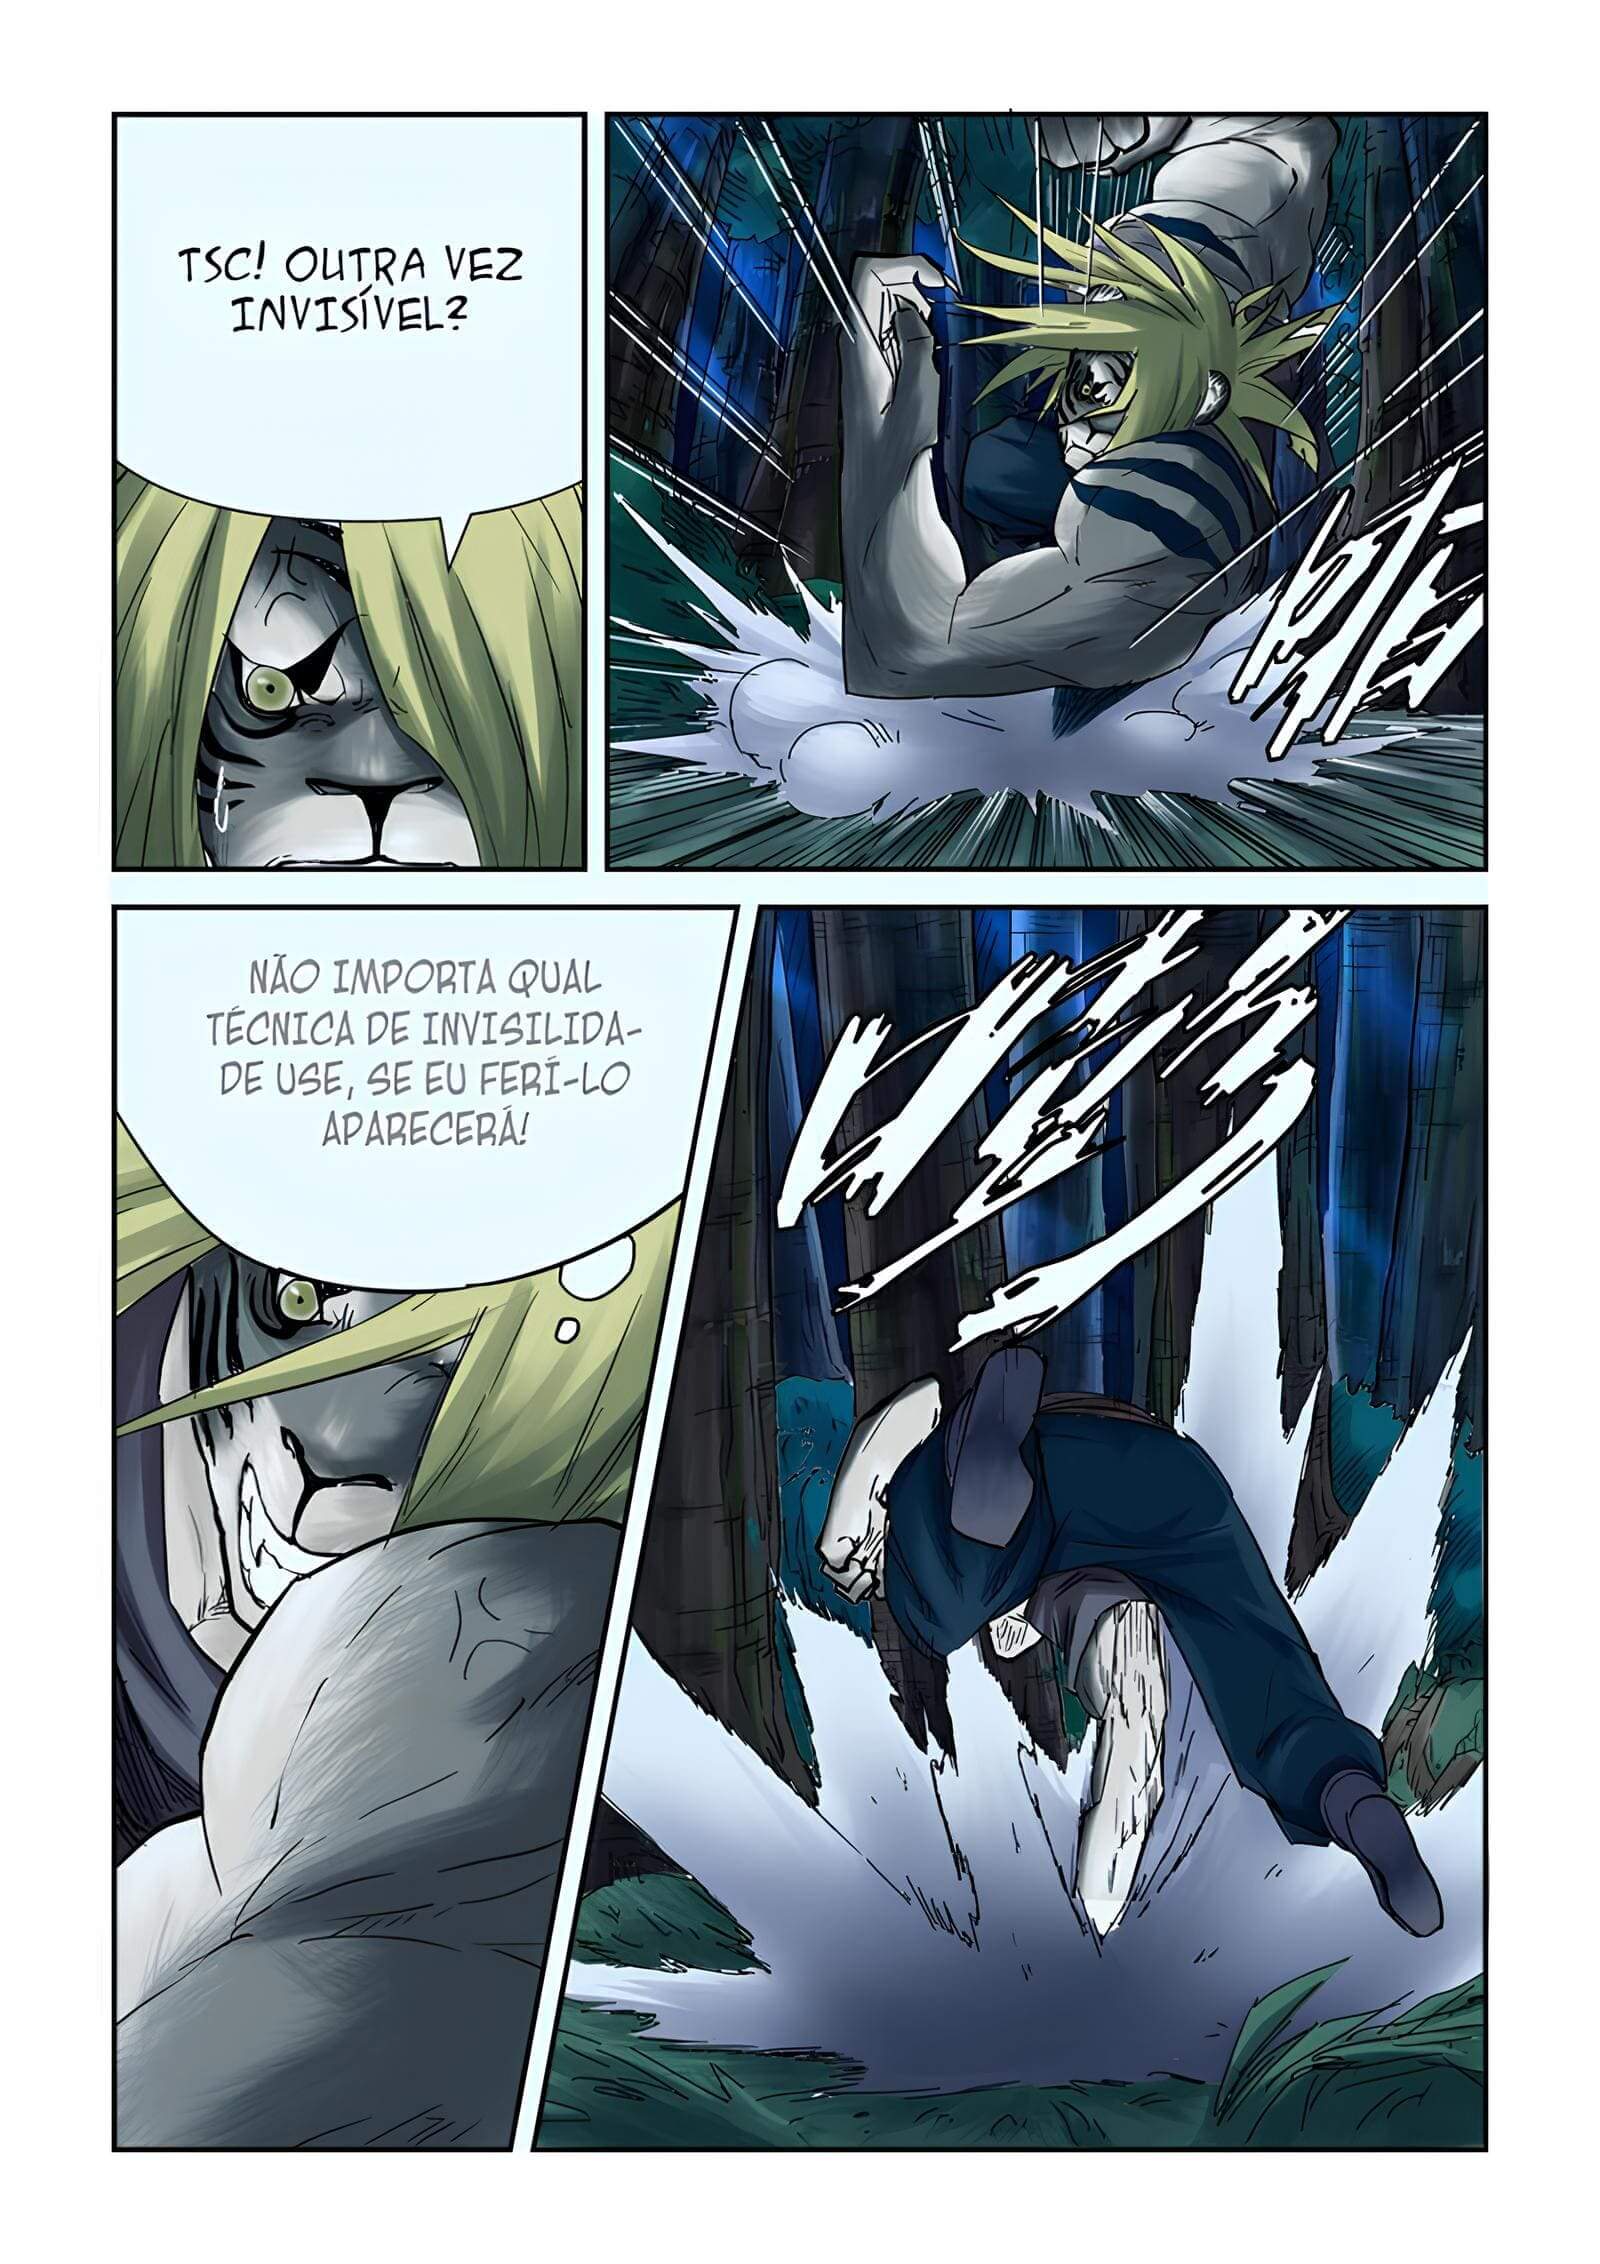 TSC! OUTRA VEZ
INVISÍVEL?
NÃO IMPORTA QUAL
TÉCNICA DE INVISILIDA-
DE USE, SE EU FERÍ-LO
APARECERÁ!